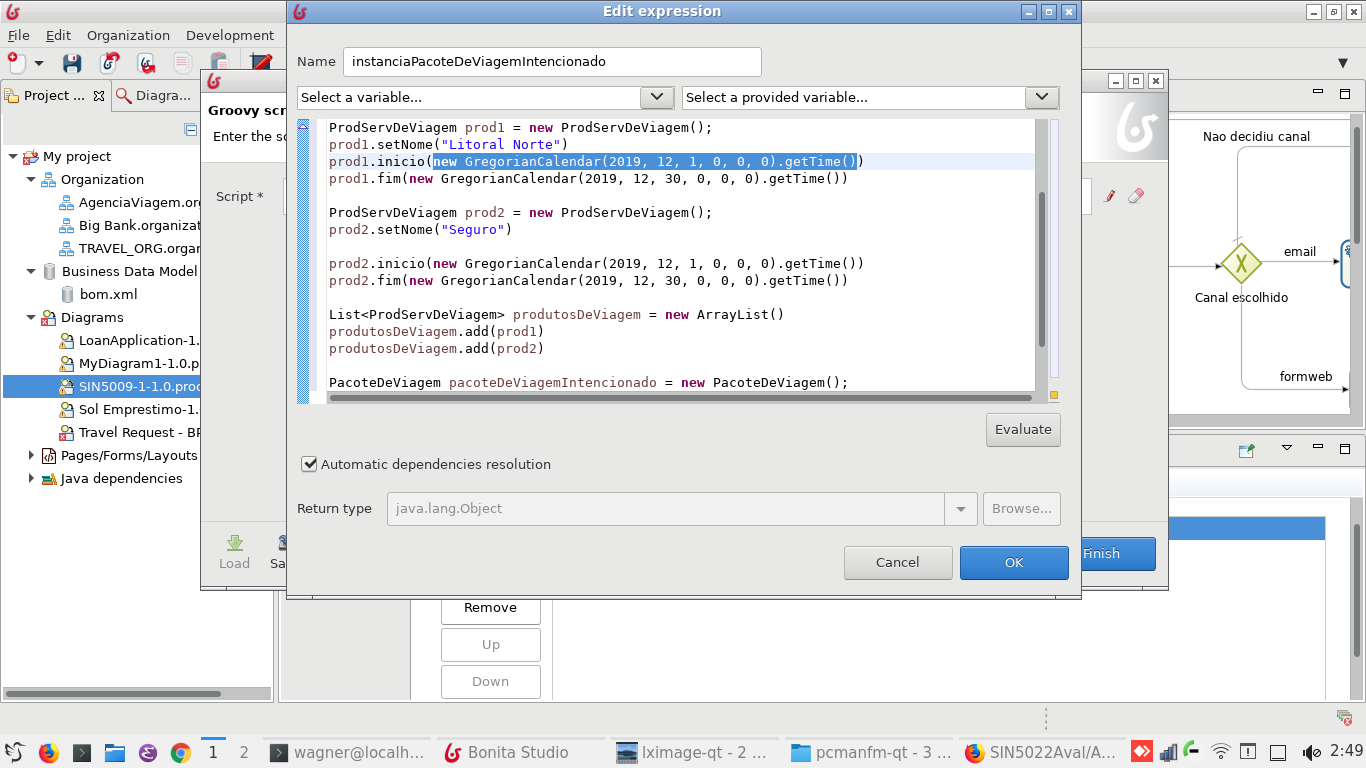 Edit expression
File Edit Organization Development
Name instanciaPacoteDeViagemIntencionado
Project ... Diagra...
Select a variable... Select a provided variable...
Groovy scr
Enter the sc
Script *
My project
Organization
AgenciaViagem.or
Big Bank.organizat
TRAVEL_ORG.organ
Business Data Model
bom.xml
Diagrams
LoanApplication-1.
MyDiagram1-1.0.p
SIN5009-1-1.0.proc
Sol Emprestimo-1.
Travel Request - BP
Pages/Forms/Layouts
Java dependencies
ProdServDeViagem prod1 = new ProdServDeViagem();
prod1.setNome("Litoral Norte")
prod1.inicio(new GregorianCalendar(2019, 12, 1, 0, 0, 0).getTime())
prod1.fim(new GregorianCalendar(2019, 12, 30, 0, 0, 0).getTime())
ProdServDeViagem prod2 = new ProdServDeViagem();
prod2.setNome("Seguro")
prod2.inicio(new GregorianCalendar(2019, 12, 1, 0, 0, 0).getTime())
prod2.fim(new GregorianCalendar(2019, 12, 30, 0, 0, 0).getTime())
List<ProdServDeViagem> produtosDeViagem = new ArrayList()
produtosDeViagem.add(prod1)
produtosDeViagem.add(prod2)
PacoteDeViagem pacoteDeViagemIntencionado = new PacoteDeViagem();
Evaluate
Automatic dependencies resolution
Return type java.lang.Object Browse...
Cancel OK
Load Sa
Finish
Nao decidiu canal
email
Canal escolhido
formweb
Remove
Up
Down
1 2 wagner@localh... Bonita Studio lximage-qt - 2 ... pcmanfm-qt - 3 ... SIN5022Aval/A... 2:49